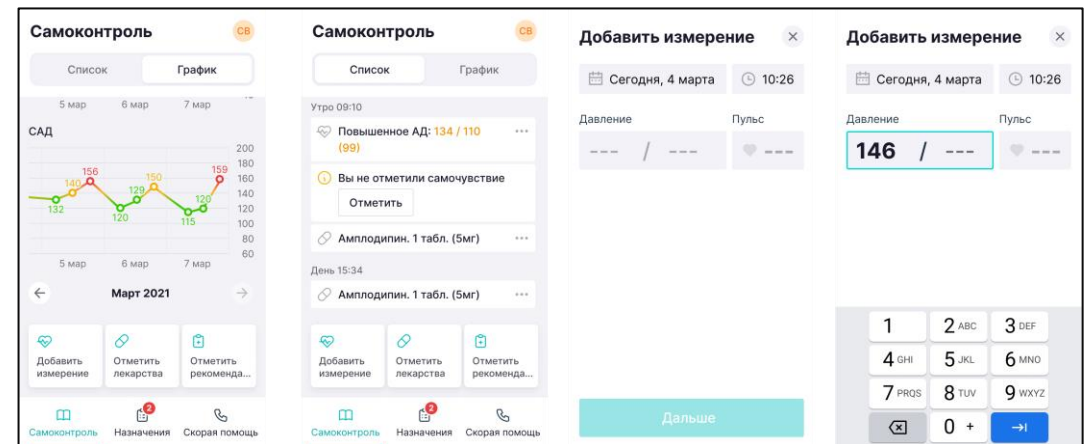 Самоконтроль
СВ
Список
График
5 мар 6 мар 7 мар
САД
200
180
160
140
120
100
80
60
132
140
156
120
129
150
115
120
159
5 мар 6 мар 7 мар
Март 2021
Добавить измерение
Отметить лекарства
Отметить рекоменда...
Самоконтроль
2
Назначения
Скорая помощь
Самоконтроль
СВ
Список
График
Утро 09:10
Повышенное АД: 134 / 110
(99)
Вы не отметили самочувствие
Отметить
Амплодипин. 1 табл. (5мг)
День 15:34
Амплодипин. 1 табл. (5мг)
Добавить измерение
Отметить лекарства
Отметить рекоменда...
Самоконтроль
2
Назначения
Скорая помощь
Добавить измерение
Сегодня, 4 марта
10:26
Давление
Пульс
--- / ---
---
Дальше
Добавить измерение
Сегодня, 4 марта
10:26
Давление
Пульс
146 / ---
---
1
2 ABC
3 DEF
4 GHI
5 JKL
6 MNO
7 PRQS
8 TUV
9 WXYZ
0 +